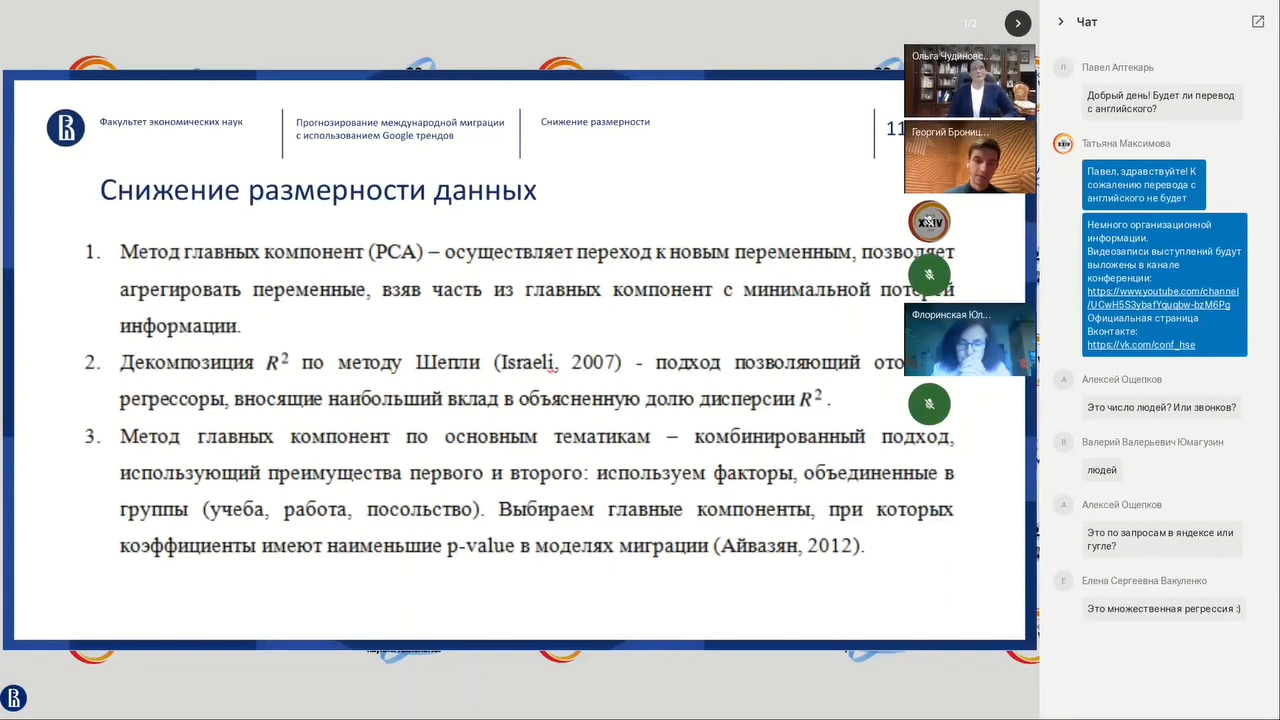 1/2
Чат
Ольга Чудиновс...
Георгий Брониц...
XXIV
Флоринская Юл...
Факультет экономических наук
Прогнозирование международной миграции
с использованием Google трендов
Снижение размерности
11
Снижение размерности данных
1. Метод главных компонент (PCA) – осуществляет переход к новым переменным, позволяет
агрегировать переменные, взяв часть из главных компонент с минимальной потерей
информации.
2. Декомпозиция R² по методу Шепли (Israeli, 2007) - подход позволяющий
регрессоры, вносящие наибольший вклад в объясненную долю дисперсии R² .
3. Метод главных компонент по основным тематикам – комбинированный подход,
использующий преимущества первого и второго: используем факторы, объединенные в
группы (учеба, работа, посольство). Выбираем главные компоненты, при которых
коэффициенты имеют наименьшие p-value в моделях миграции (Айвазян, 2012).
П
Павел Аптекарь
Добрый день! Будет ли перевод
с английского?
XXIV
Татьяна Максимова
Павел, здравствуйте! К
сожалению перевода с
английского не будет
Немного организационной
информации.
Видеозаписи выступлений будут
выложены в канале
конференции:
https://www.youtube.com/channel
/UCwH5S3ybafYquqbw-bzM6Pg
Официальная страница
Вконтакте:
https://vk.com/conf_hse
А
Алексей Ощепков
Это число людей? Или звонков?
В
Валерий Валерьевич Юмагузин
людей
А
Алексей Ощепков
Это по запросам в яндексе или
гугле?
Е
Елена Сергеевна Вакуленко
Это множественная регрессия :)